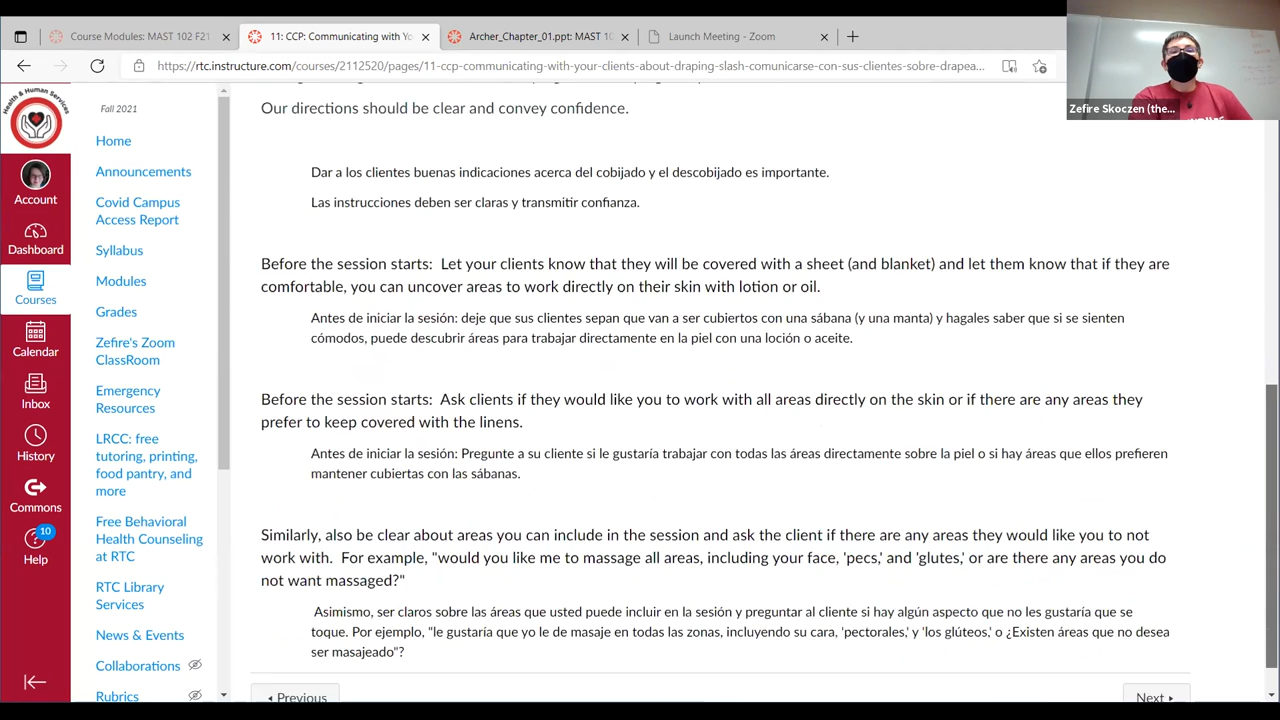 Course Modules: MAST 102 F21
11: CCP: Communicating with Yo
Archer_Chapter_01.ppt: MAST 10
Launch Meeting - Zoom
https://rtc.instructure.com/courses/2112520/pages/11-ccp-communicating-with-your-clients-about-draping-slash-comunicarse-con-sus-clientes-sobre-drapea...
Zefire Skoczen (the...
Health & Human Services
Account
Dashboard
Courses
Calendar
Inbox
History
Commons
10
Help
Fall 2021
Home
Announcements
Covid Campus
Access Report
Syllabus
Modules
Grades
Zefire's Zoom
ClassRoom
Emergency
Resources
LRCC: free
tutoring, printing,
food pantry, and
more
Free Behavioral
Health Counseling
at RTC
RTC Library
Services
News & Events
Collaborations
Rubrics
Our directions should be clear and convey confidence.
Dar a los clientes buenas indicaciones acerca del cobijado y el descobijado es importante.
Las instrucciones deben ser claras y transmitir confianza.
Before the session starts:  Let your clients know that they will be covered with a sheet (and blanket) and let them know that if they are
comfortable, you can uncover areas to work directly on their skin with lotion or oil.
Antes de iniciar la sesión: deje que sus clientes sepan que van a ser cubiertos con una sábana (y una manta) y hagales saber que si se sienten
cómodos, puede descubrir áreas para trabajar directamente en la piel con una loción o aceite.
Before the session starts:  Ask clients if they would like you to work with all areas directly on the skin or if there are any areas they
prefer to keep covered with the linens.
Antes de iniciar la sesión: Pregunte a su cliente si le gustaría trabajar con todas las áreas directamente sobre la piel o si hay áreas que ellos prefieren
mantener cubiertas con las sábanas.
Similarly, also be clear about areas you can include in the session and ask the client if there are any areas they would like you to not
work with.  For example, "would you like me to massage all areas, including your face, 'pecs,' and 'glutes,' or are there any areas you do
not want massaged?"
Asimismo, ser claros sobre las áreas que usted puede incluir en la sesión y preguntar al cliente si hay algún aspecto que no les gustaría que se
toque. Por ejemplo, "le gustaría que yo le de masaje en todas las zonas, incluyendo su cara, 'pectorales,' y 'los glúteos,' o ¿Existen áreas que no desea
ser masajeado"?
Previous
Next